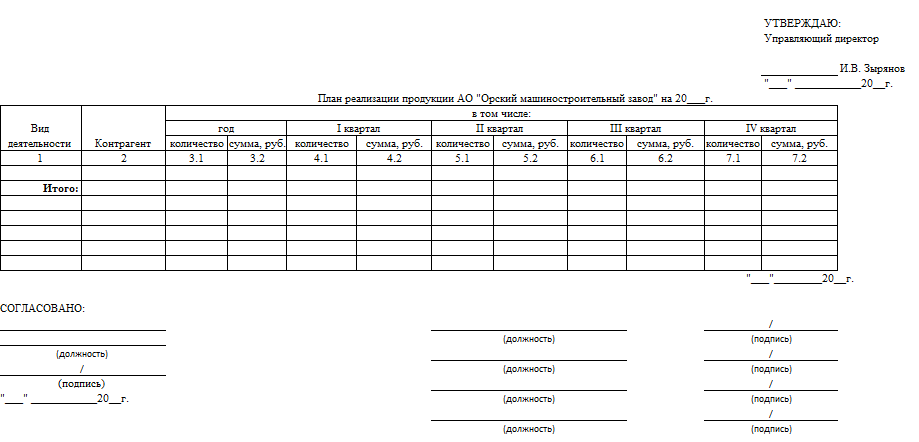 УТВЕРЖДАЮ:
Управляющий директор
_____________ И.В. Зырянов
"___" ____________20__г.
План реализации продукции АО "Орский машиностроительный завод" на 20___г.
в том числе:
Вид деятельности Контрагент год I квартал II квартал III квартал IV квартал
количество сумма, руб. количество сумма, руб. количество сумма, руб. количество сумма, руб. количество сумма, руб.
1 2 3.1 3.2 4.1 4.2 5.1 5.2 6.1 6.2 7.1 7.2
Итого:
"___"_________20__г.
СОГЛАСОВАНО:
/
(должность) (подпись)
(должность)
/
/
(должность) (подпись)
(подпись)
/
"___" ____________20__г.
(должность) (подпись)
/
(должность) (подпись)